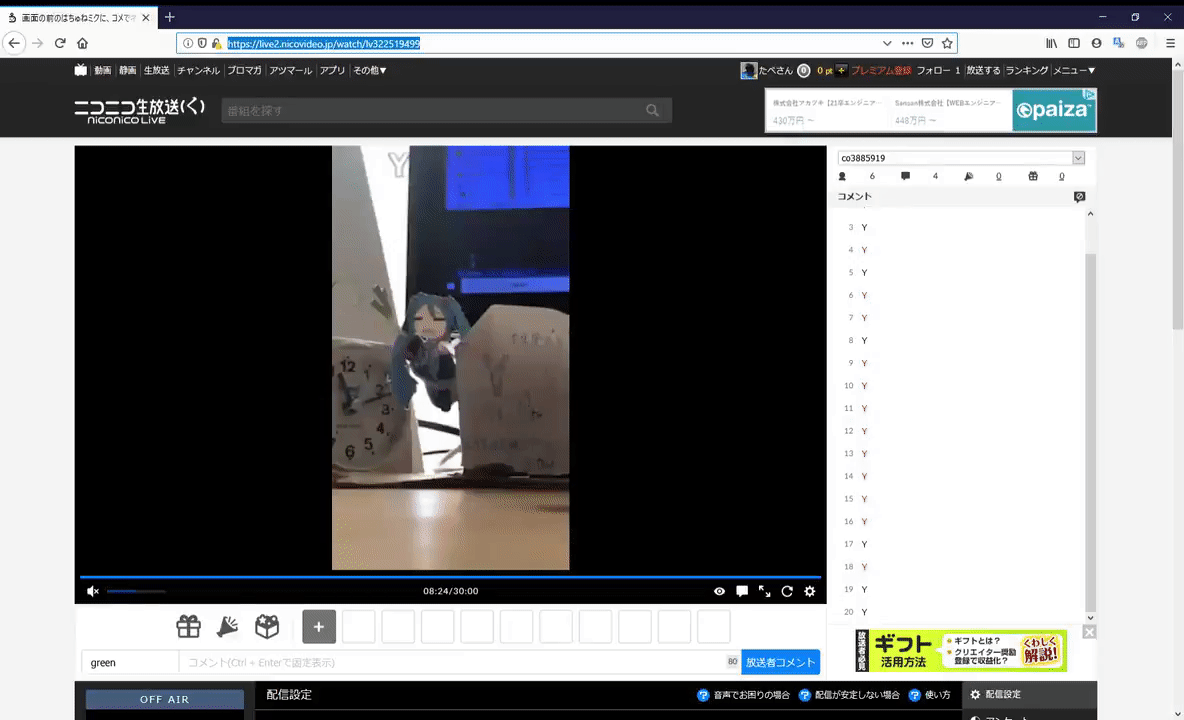 画面の前のはちゅねミクに、コメで
https://live2.nicovideo.jp/watch/lv322519499
動画 静画 生放送 チャンネル ブロマガ アツマール アプリ その他▼
たべさん 0 0 pt + プレミアム登録 フォロー 1 放送する ランキング メニュー▼
ニコニコ生放送(く)
niconico LIVE
番組を探す
株式会社アカツキ【21卒エンジニア…
430万円 ～
Sansan株式会社【WEBエンジニア…
448万円 ～
paiza
co3885919
6 4 0 0
コメント
3 Y
4 Y
5 Y
6 Y
7 Y
8 Y
9 Y
10 Y
11 Y
12 Y
13 Y
14 Y
15 Y
16 Y
17 Y
18 Y
19 Y
20 Y
Y
12
3
4
5
6
08:24/30:00
+
green
コメント(Ctrl + Enterで固定表示)
80
放送者コメント
放送者必見
ギフト
活用方法
ギフトとは？
クリエイター奨励
登録で収益化？
くわしく
解説!
OFF AIR
配信設定
音声でお困りの場合
配信が安定しない場合
使い方
配信設定
アンケート